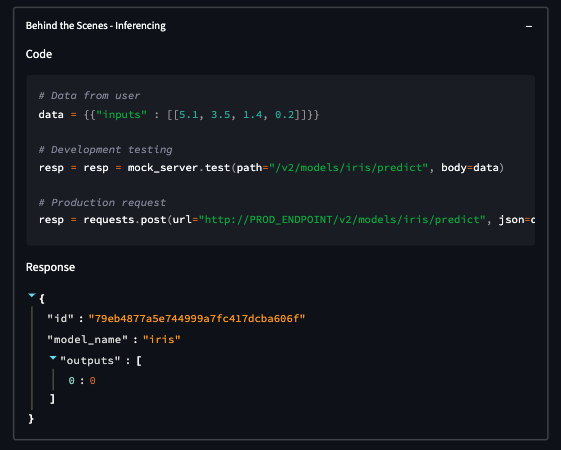 Behind the Scenes - Inferencing
Code
# Data from user
data = {{"inputs" : [[5.1, 3.5, 1.4, 0.2]]}}
# Development testing
resp = resp = mock_server.test(path="/v2/models/iris/predict", body=data)
# Production request
resp = requests.post(url="http://PROD_ENDPOINT/v2/models/iris/predict", json=
Response
{
"id" : "79eb4877a5e744999a7fc417dcba606f"
"model_name" : "iris"
"outputs" : [
0 : 0
]
}